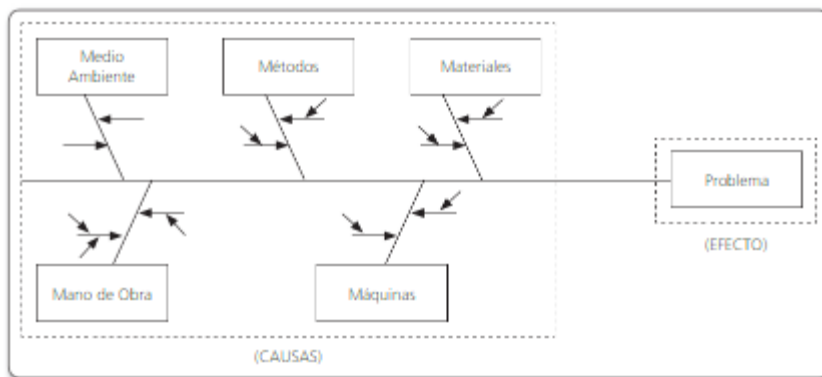 Medio
Ambiente
Métodos
Materiales
Problema
(EFECTO)
Mano de Obra
Máquinas
(CAUSAS)